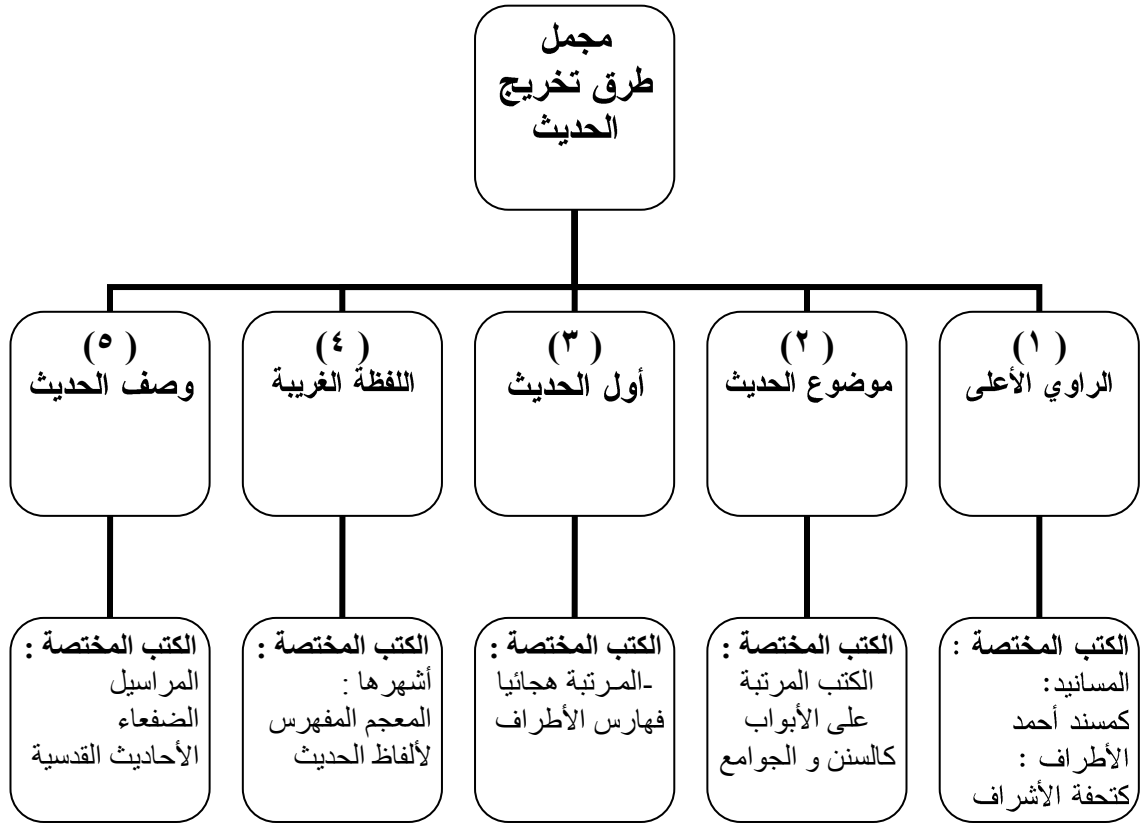 مجمل
طرق تخريج
الحديث
( ١)
الراوي الأعلى
( ٢)
موضوع الحديث
( ٣)
أول الحديث
( ٤)
اللفظة الغريبة
( ٥)
وصف الحديث
الكتب المختصة :
المسانيد:
كمسند أحمد
الأطراف :
كتحفة الأشراف
الكتب المختصة :
الكتب المرتبة
على الأبواب
كالسنن و الجوامع
الكتب المختصة :
-المرتبة هجائيا
فهارس الأطراف
الكتب المختصة :
أشهرها :
المعجم المفهرس
لألفاظ الحديث
الكتب المختصة :
المراسيل
الضفعاء
الأحاديث القدسية